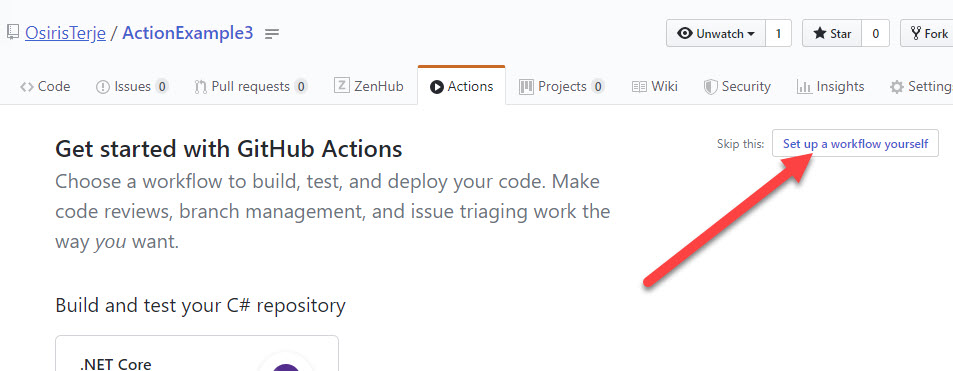 OsirisTerje / ActionExample3
Unwatch 1 Star 0 Fork
Code Issues 0 Pull requests 0 Z ZenHub Actions Projects 0 Wiki Security Insights Settings
Get started with GitHub Actions
Skip this: Set up a workflow yourself
Choose a workflow to build, test, and deploy your code. Make
code reviews, branch management, and issue triaging work the
way you want.
Build and test your C# repository
.NET Core